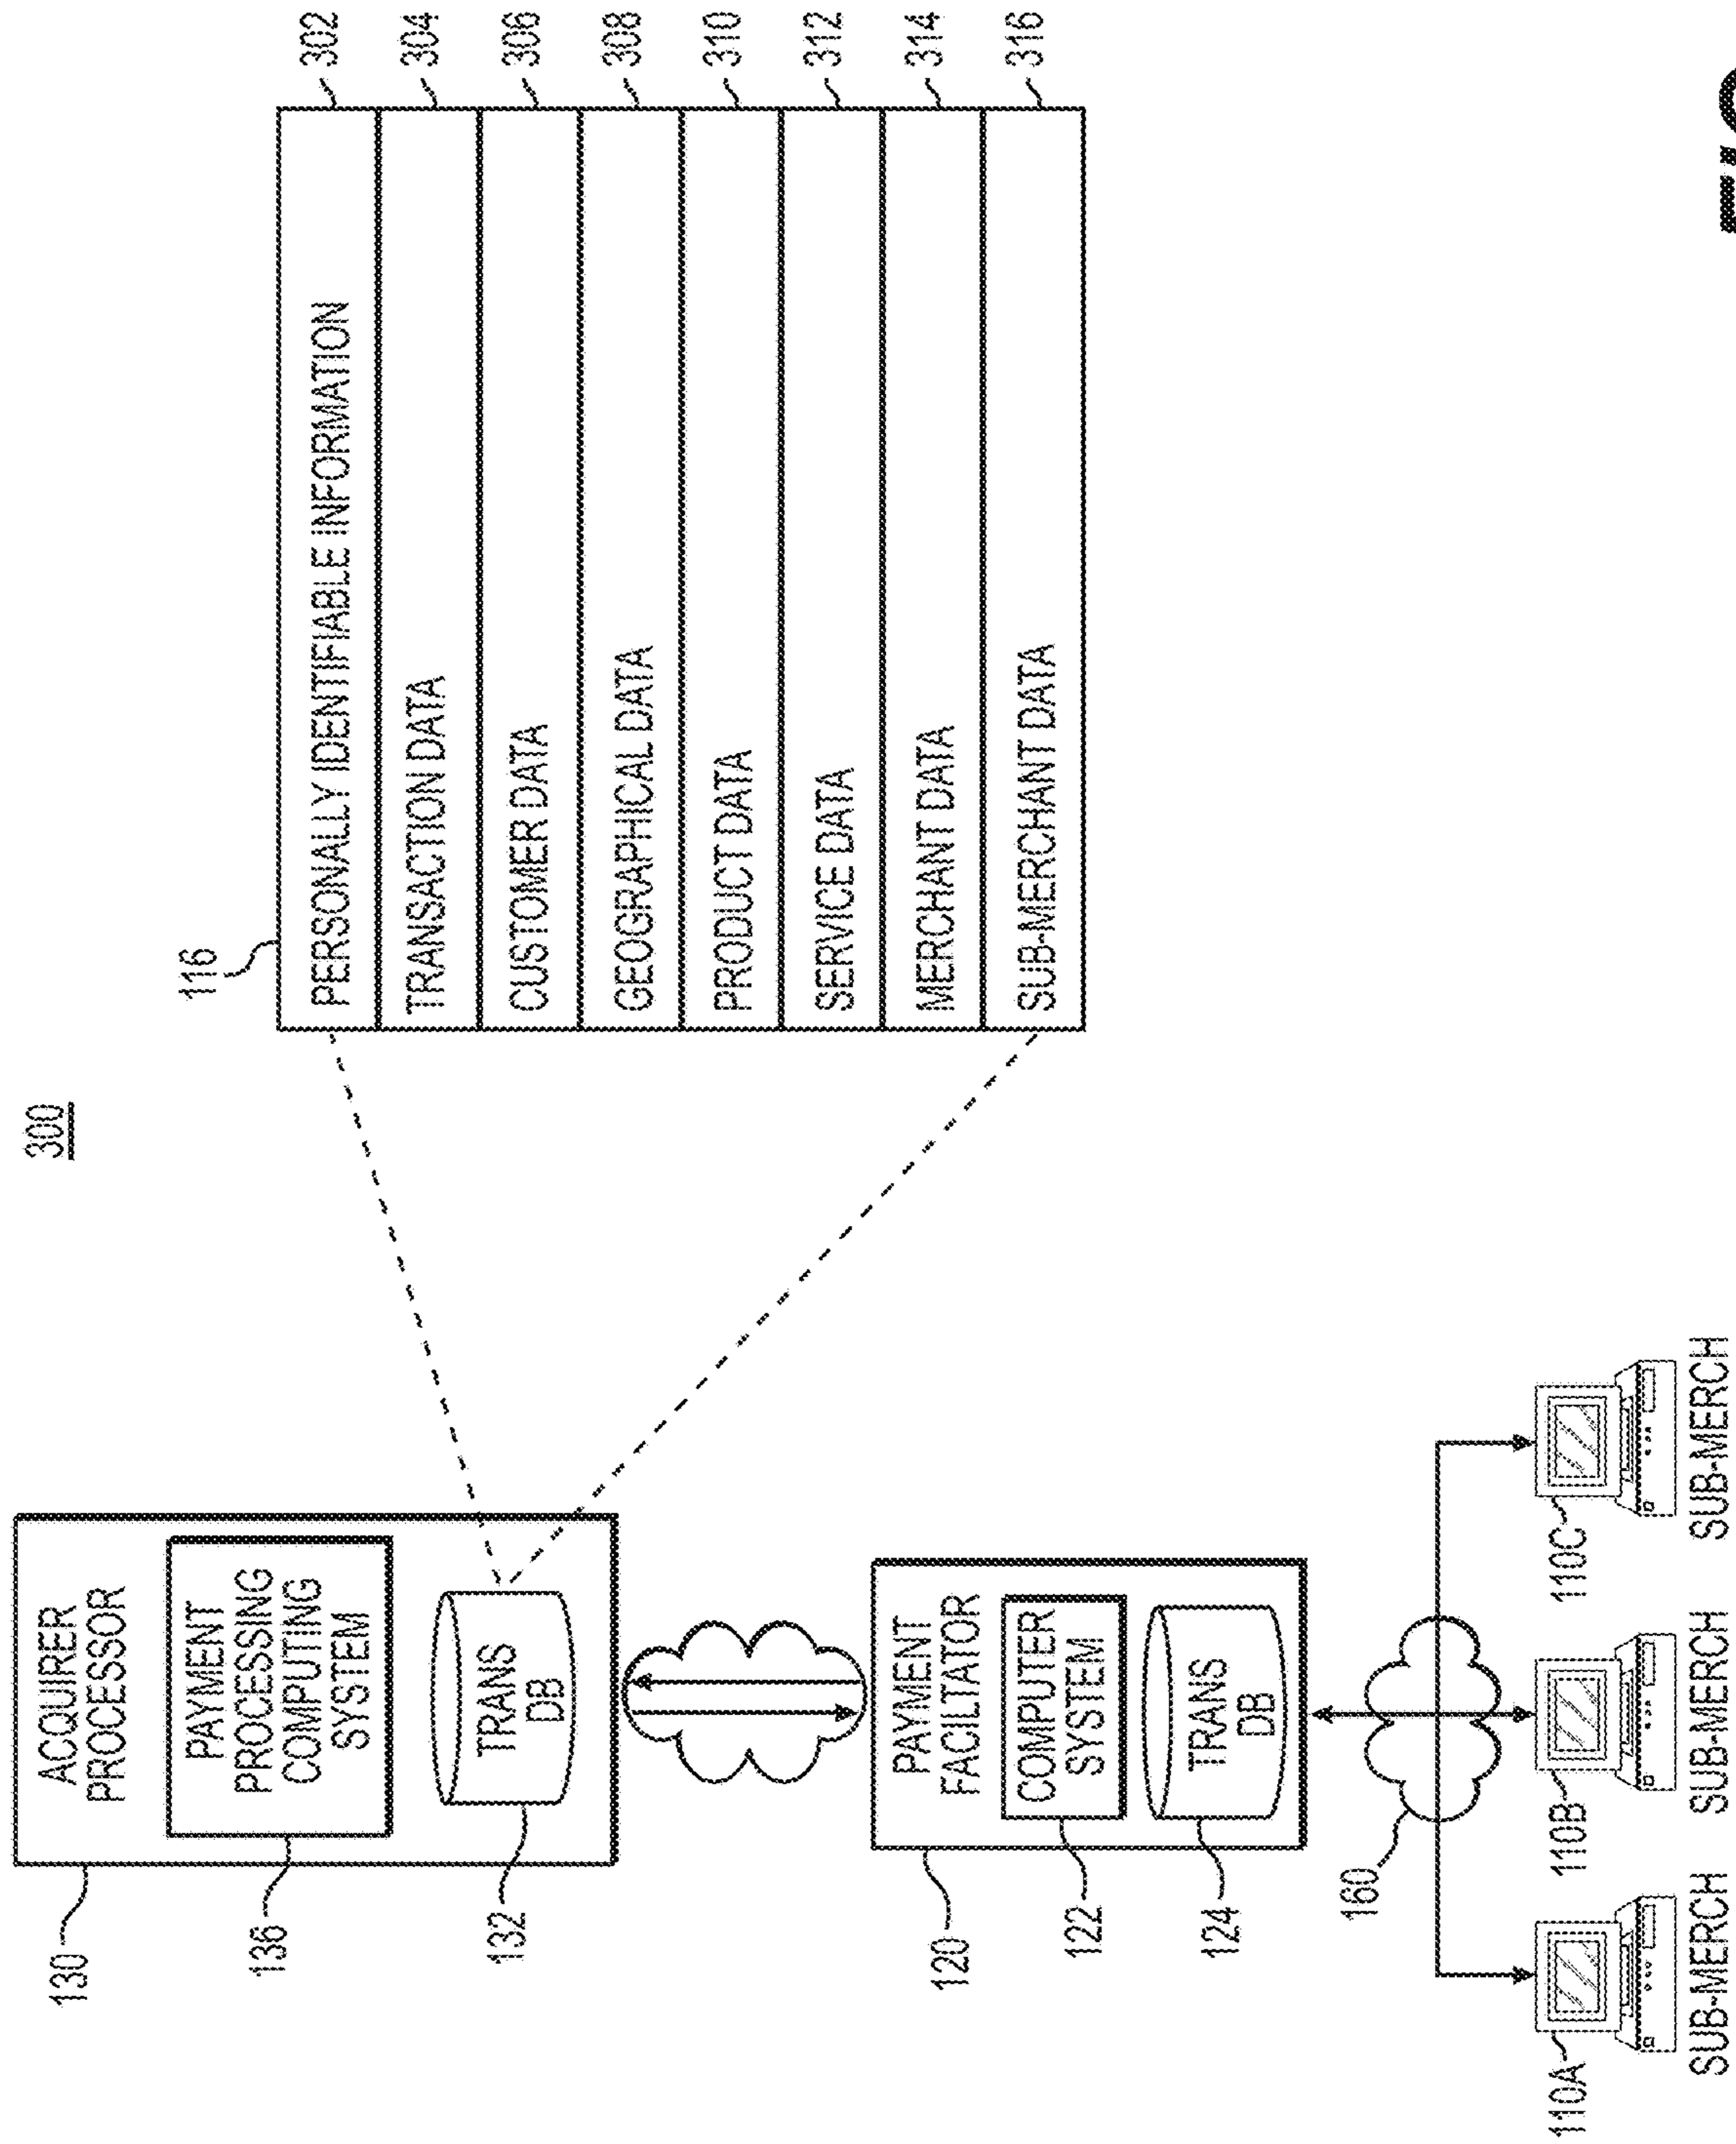 300
130
ACQUIRER
PROCESSOR
136
PAYMENT
PROCESSING
COMPUTING
SYSTEM
132
TRANS
DB
120
PAYMENT
FACILITATOR
122
COMPUTER
SYSTEM
124
TRANS
DB
160
110A
SUB-MERCH
110B
SUB-MERCH
110C
SUB-MERCH
116
PERSONALLY IDENTIFIABLE INFORMATION 302
TRANSACTION DATA 304
CUSTOMER DATA 306
GEOGRAPHICAL DATA 308
PRODUCT DATA 310
SERVICE DATA 312
MERCHANT DATA 314
SUB-MERCHANT DATA 316